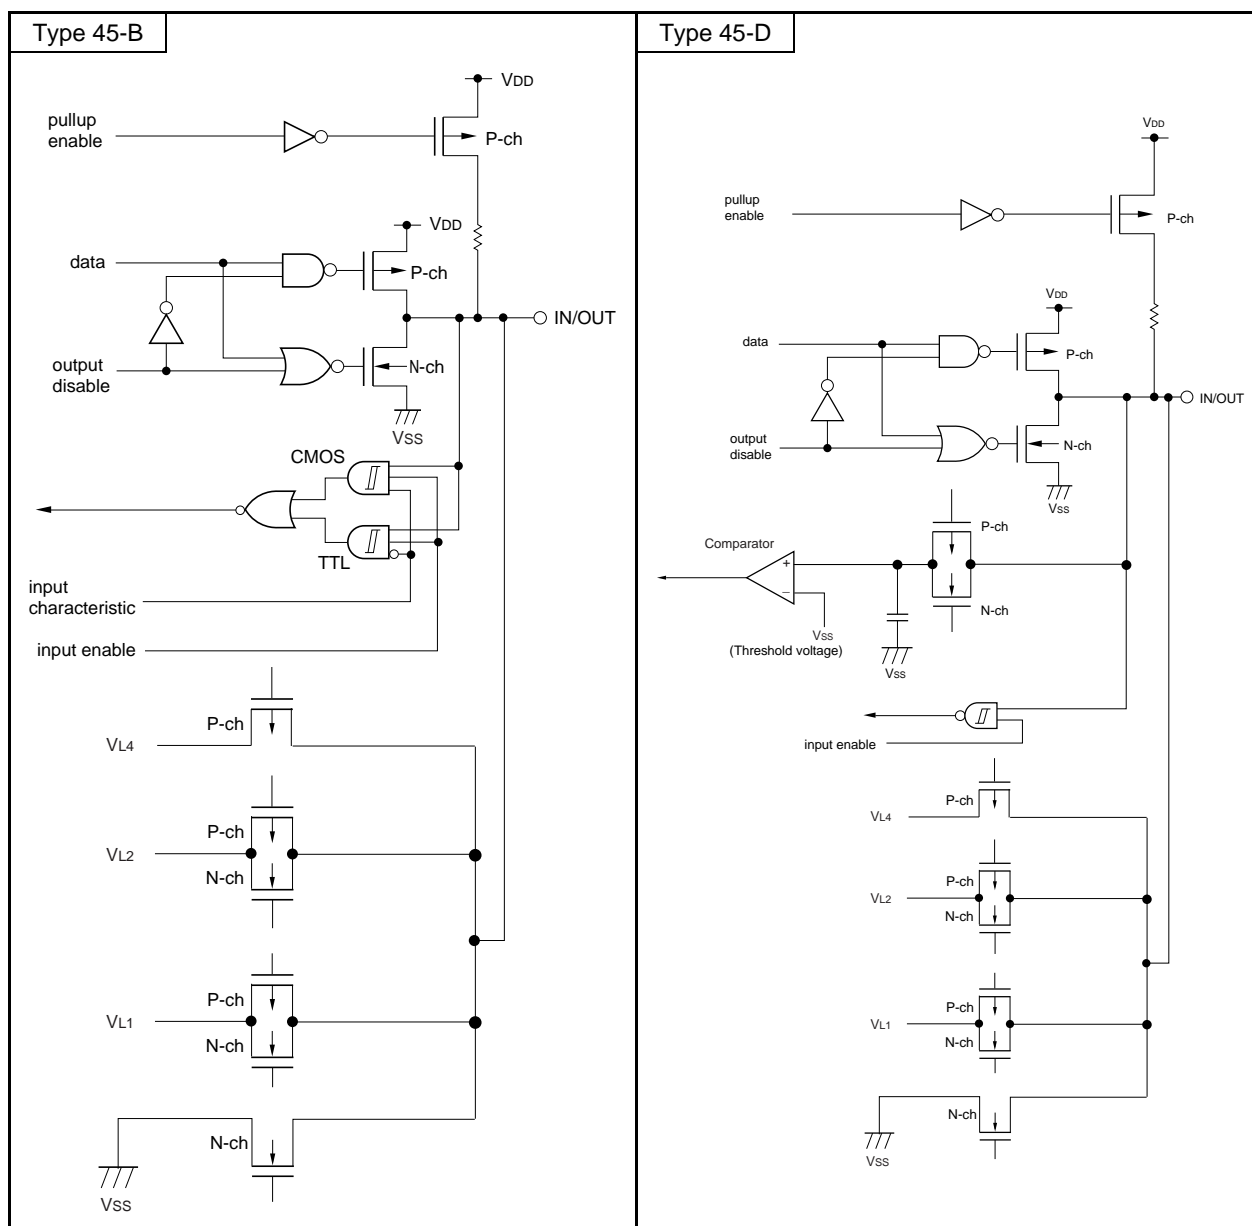 Type 45-B
VDD
pullup
enable
P-ch
VDD
data
P-ch
IN/OUT
output
disable
N-ch
VSS
CMOS
TTL
input
characteristic
input enable
P-ch
VL4
P-ch
VL2
N-ch
P-ch
VL1
N-ch
N-ch
VSS
Type 45-D
VDD
pullup
enable
P-ch
VDD
data
P-ch
IN/OUT
output
disable
N-ch
VSS
P-ch
Comparator
+
−
N-ch
VSS
(Threshold voltage)
VSS
input enable
P-ch
VL4
P-ch
VL2
N-ch
P-ch
VL1
N-ch
N-ch
VSS